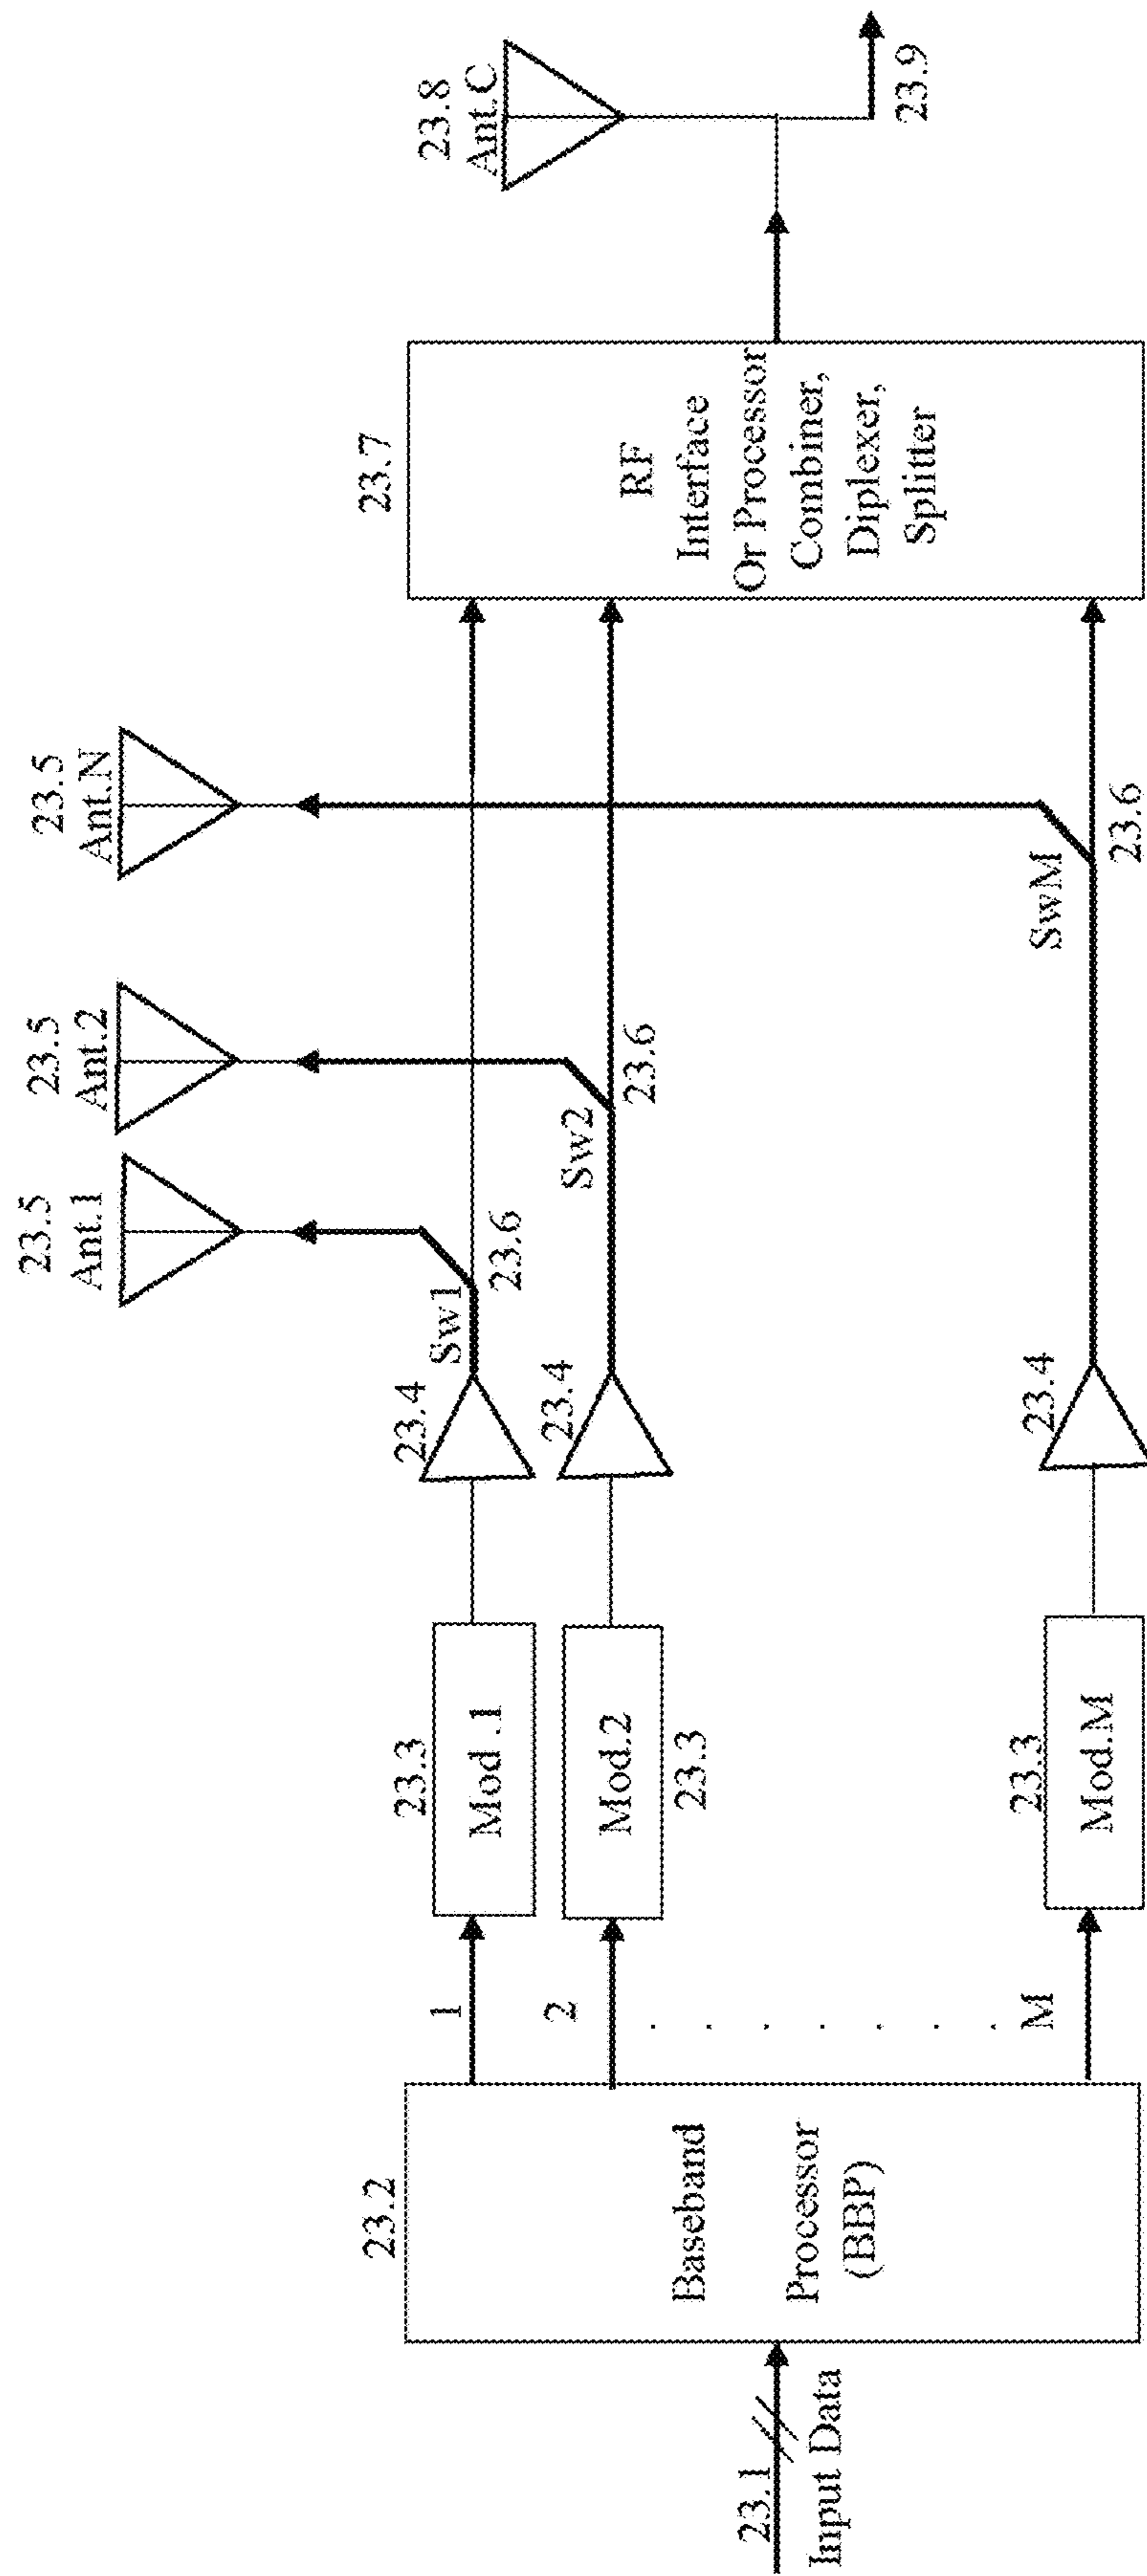 23.1
Input Data
23.2
Baseband
Processor
(BBP)
1
2
. . . . . . .
M
23.3
Mod .1
Mod.2
23.3
23.3
Mod.M
23.4
23.4
23.4
Sw1
23.6
Sw2
23.6
SwM
23.6
23.5
Ant.1
23.5
Ant.2
23.5
Ant.N
23.7
RF
Interface
Or Processor
Combiner,
Diplexer,
Splitter
23.8
Ant.C
23.9